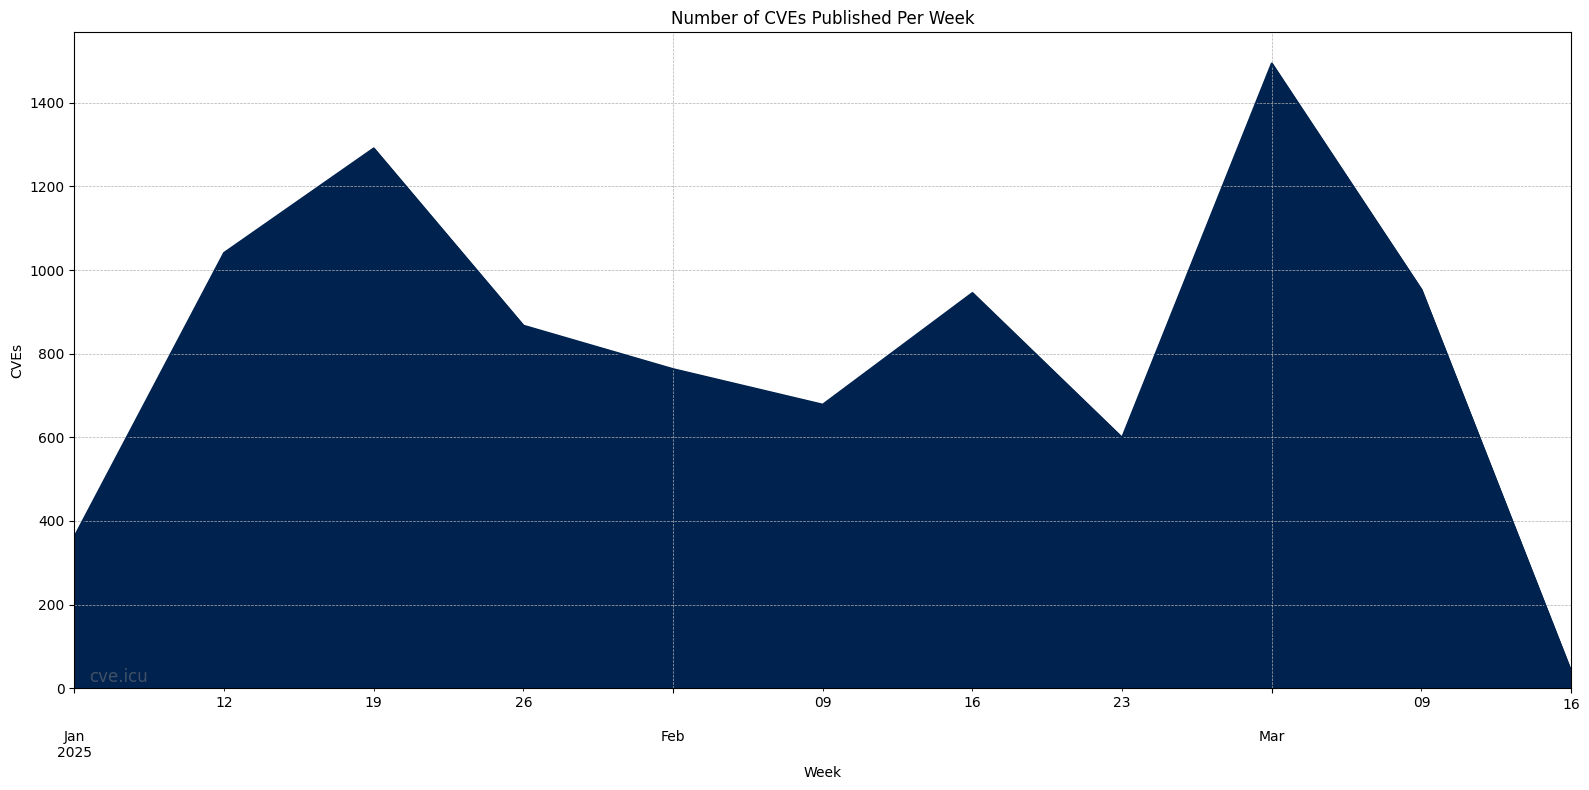 Number of CVEs Published Per Week
CVEs
1400
1200
1000
800
600
400
200
0
cve.icu
12 19 26 09 16 23 09 16
Jan Feb Mar
2025
Week